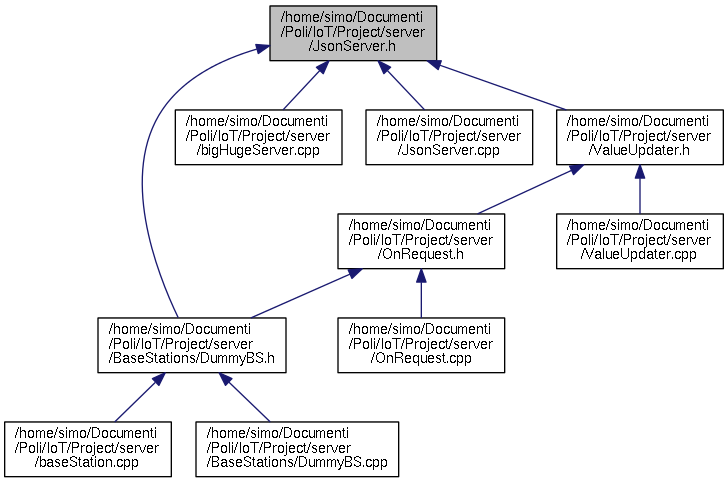 /home/simo/Documenti
/Poli/IoT/Project/server
/JsonServer.h
/home/simo/Documenti
/Poli/IoT/Project/server
/bigHugeServer.cpp
/home/simo/Documenti
/Poli/IoT/Project/server
/JsonServer.cpp
/home/simo/Documenti
/Poli/IoT/Project/server
/ValueUpdater.h
/home/simo/Documenti
/Poli/IoT/Project/server
/OnRequest.h
/home/simo/Documenti
/Poli/IoT/Project/server
/ValueUpdater.cpp
/home/simo/Documenti
/Poli/IoT/Project/server
/BaseStations/DummyBS.h
/home/simo/Documenti
/Poli/IoT/Project/server
/OnRequest.cpp
/home/simo/Documenti
/Poli/IoT/Project/server
/baseStation.cpp
/home/simo/Documenti
/Poli/IoT/Project/server
/BaseStations/DummyBS.cpp